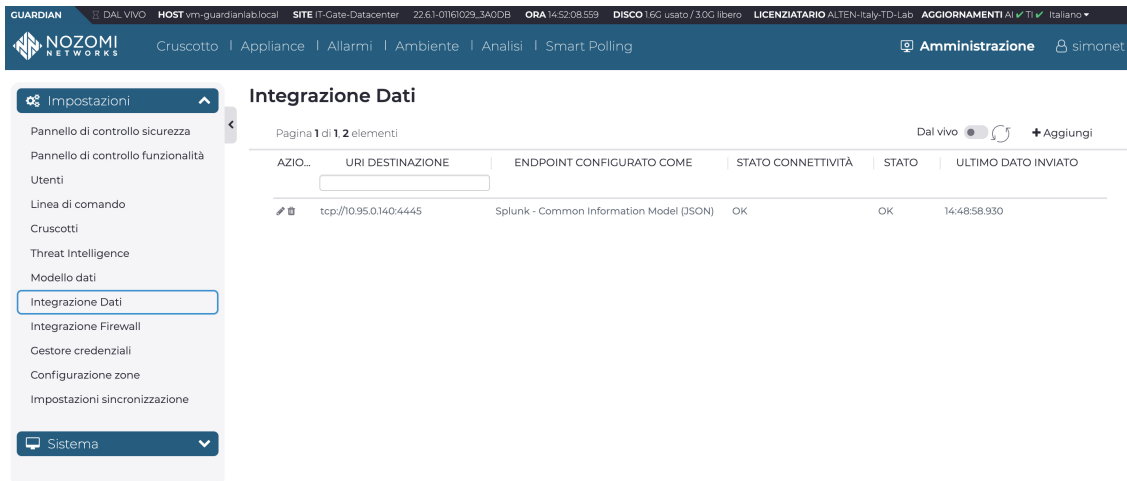 GUARDIAN DAL VIVO HOST vm-guardianlab.local SITE IT-Gate-Datacenter 22.6.1-01161029_3A0DB ORA 14:52:08.559 DISCO 1.6G usato / 3.0G libero LICENZIATARIO ALTEN-Italy-TD-Lab AGGIORNAMENTI AI ✔ TI ✔ Italiano
NOZOMI NETWORKS Cruscotto | Appliance | Allarmi | Ambiente | Analisi | Smart Polling Amministrazione simonet
Impostazioni
Pannello di controllo sicurezza
Pannello di controllo funzionalità
Utenti
Linea di comando
Cruscotti
Threat Intelligence
Modello dati
Integrazione Dati
Integrazione Firewall
Gestore credenziali
Configurazione zone
Impostazioni sincronizzazione
Sistema
Integrazione Dati
Pagina 1 di 1, 2 elementi Dal vivo + Aggiungi
AZIO... URI DESTINAZIONE ENDPOINT CONFIGURATO COME STATO CONNETTIVITÀ STATO ULTIMO DATO INVIATO
tcp://10.95.0.140:4445 Splunk - Common Information Model (JSON) OK OK 14:48:58.930